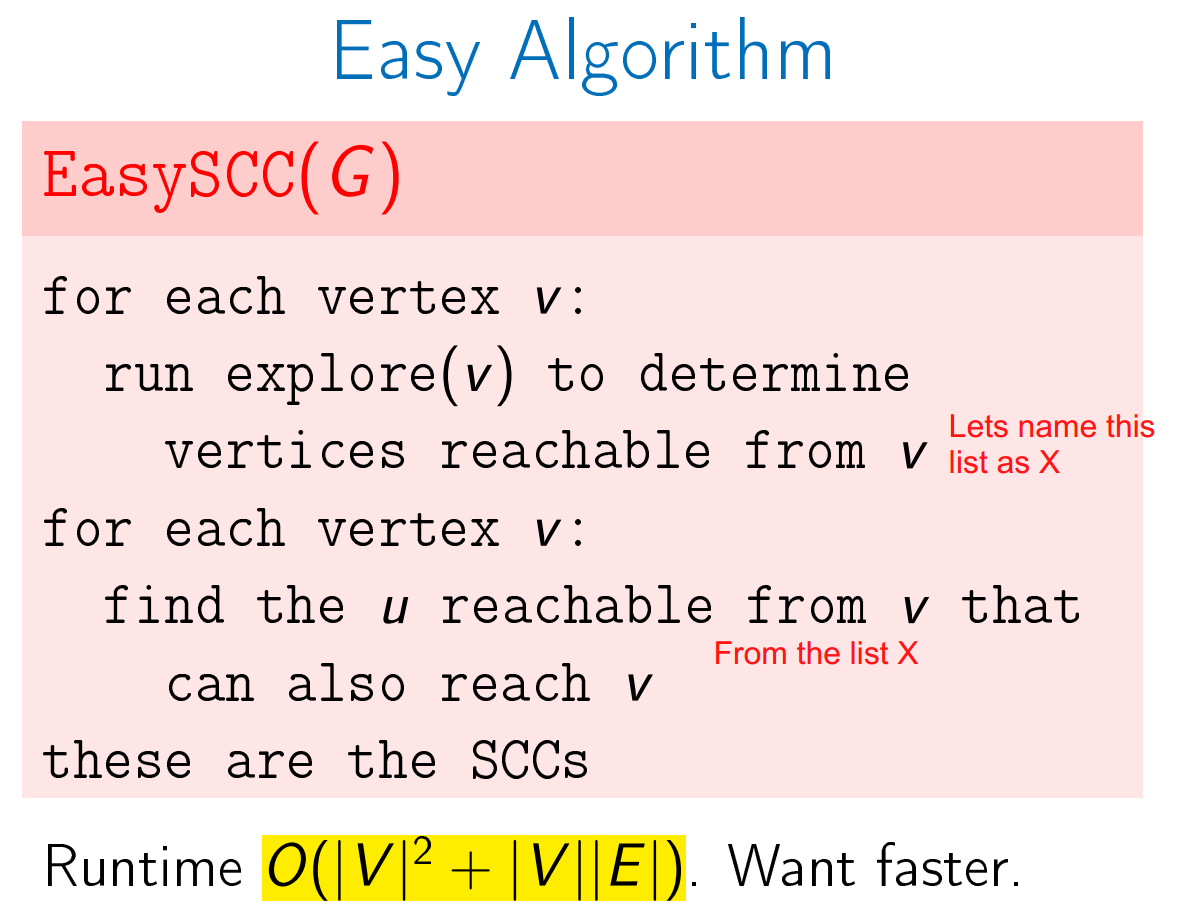 Easy Algorithm
EasySCC(G)
for each vertex v:
run explore(v) to determine
vertices reachable from v
Lets name this
list as X
for each vertex v:
find the u reachable from v that
From the list X
can also reach v
these are the SCCs
Runtime O(|V|² + |V||E|). Want faster.